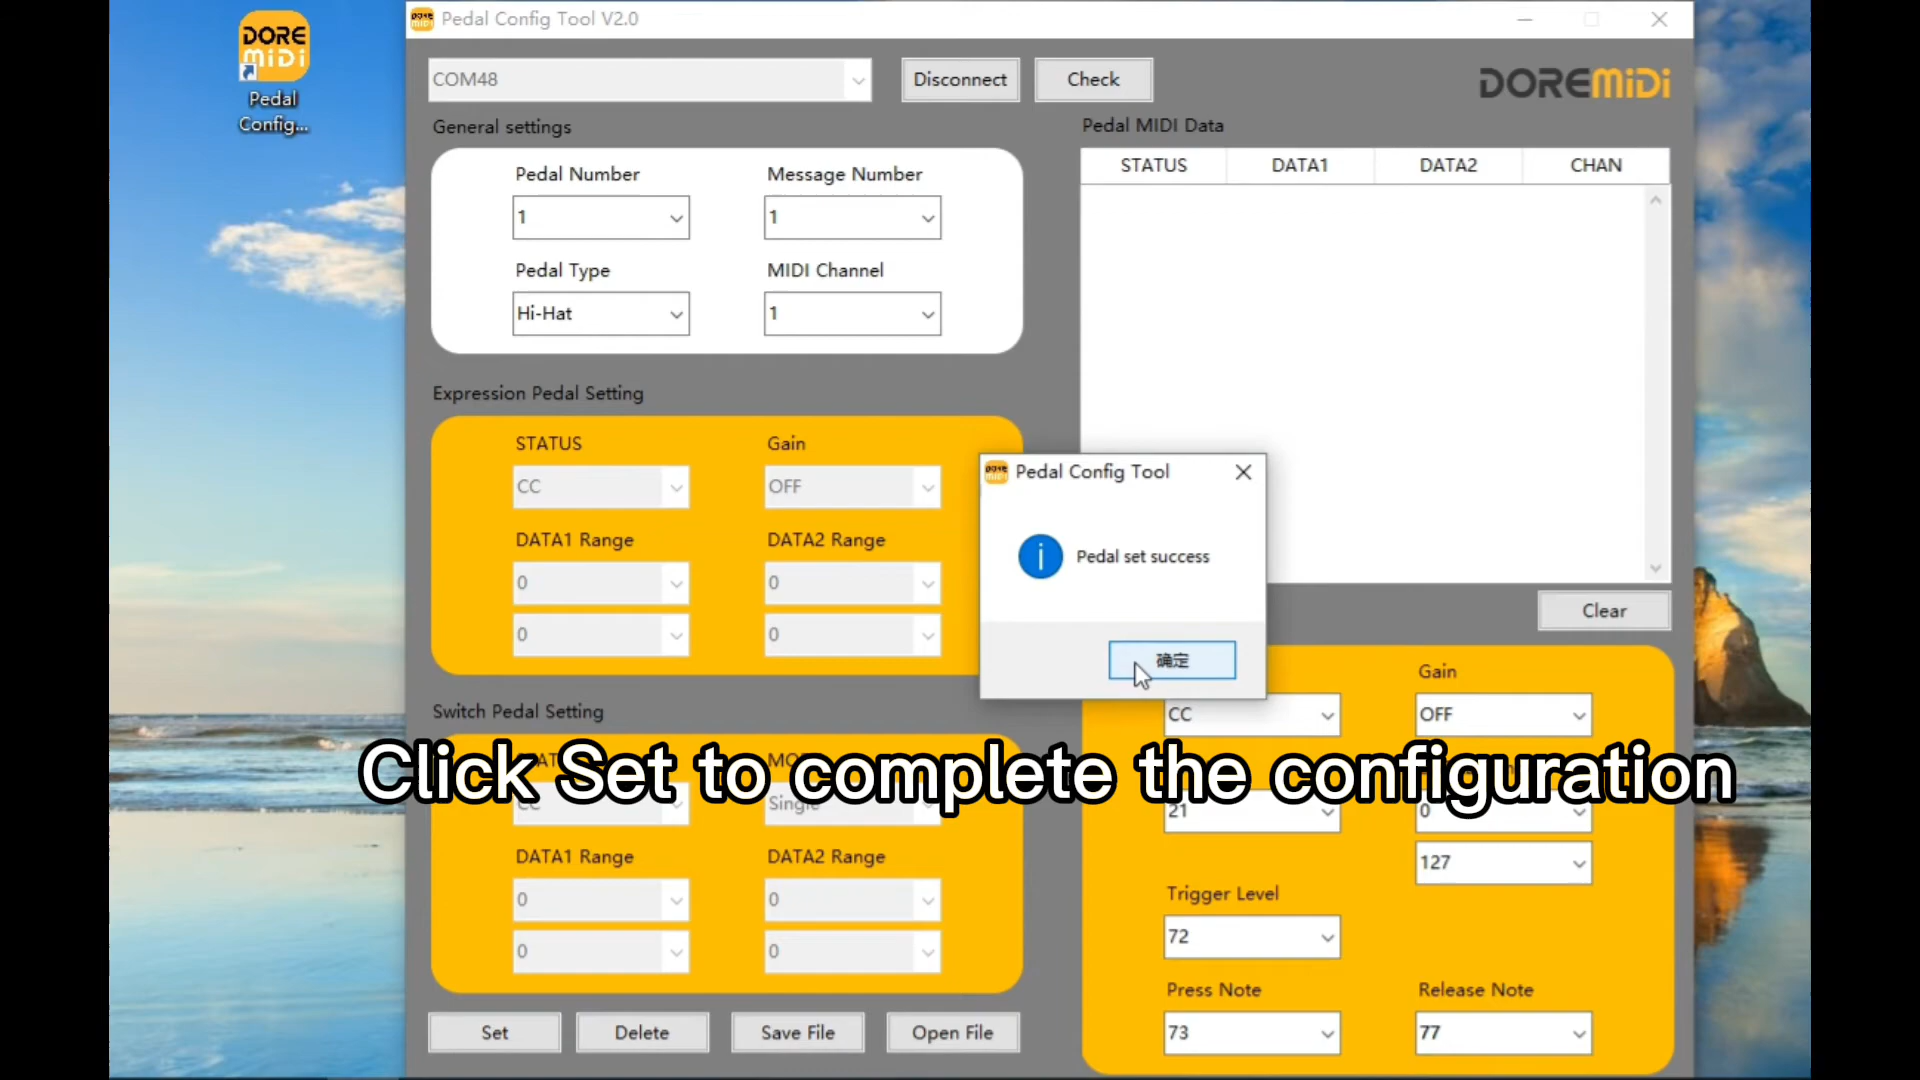 DORE
MiDi
Pedal
Config...
Pedal Config Tool V2.0
COM48
Disconnect
Check
DOREMiDi
General settings
Pedal Number
Message Number
1
1
Pedal Type
MIDI Channel
Hi-Hat
1
Pedal MIDI Data
STATUS DATA1 DATA2 CHAN
Expression Pedal Setting
STATUS
Gain
CC
OFF
DATA1 Range
DATA2 Range
0
0
0
0
Pedal Config Tool
Pedal set success
确定
Clear
Gain
CC
OFF
Switch Pedal Setting
Click Set to complete the configuration
CC
Single
21
0
127
DATA1 Range
DATA2 Range
0
0
0
0
Trigger Level
72
Press Note
Release Note
73
77
Set
Delete
Save File
Open File